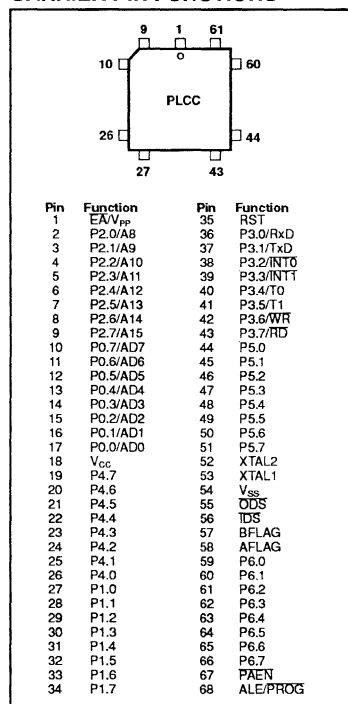 9 1 61
10 60
PLCC
26 44
27 43
Pin Function Pin Function
1 EA/VPP 35 RST
2 P2.0/A8 36 P3.0/RxD
3 P2.1/A9 37 P3.1/TxD
4 P2.2/A10 38 P3.2/INT0
5 P2.3/A11 39 P3.3/INT1
6 P2.4/A12 40 P3.4/T0
7 P2.5/A13 41 P3.5/T1
8 P2.6/A14 42 P3.6/WR
9 P2.7/A15 43 P3.7/RD
10 P0.7/AD7 44 P5.0
11 P0.6/AD6 45 P5.1
12 P0.5/AD5 46 P5.2
13 P0.4/AD4 47 P5.3
14 P0.3/AD3 48 P5.4
15 P0.2/AD2 49 P5.5
16 P0.1/AD1 50 P5.6
17 P0.0/AD0 51 P5.7
18 VCC 52 XTAL2
19 P4.7 53 XTAL1
20 P4.6 54 VSS
21 P4.5 55 ODS
22 P4.4 56 IDS
23 P4.3 57 BFLAG
24 P4.2 58 AFLAG
25 P4.1 59 P6.0
26 P4.0 60 P6.1
27 P1.0 61 P6.2
28 P1.1 62 P6.3
29 P1.2 63 P6.4
30 P1.3 64 P6.5
31 P1.4 65 P6.6
32 P1.5 66 P6.7
33 P1.6 67 PAEN
34 P1.7 68 ALE/PROG